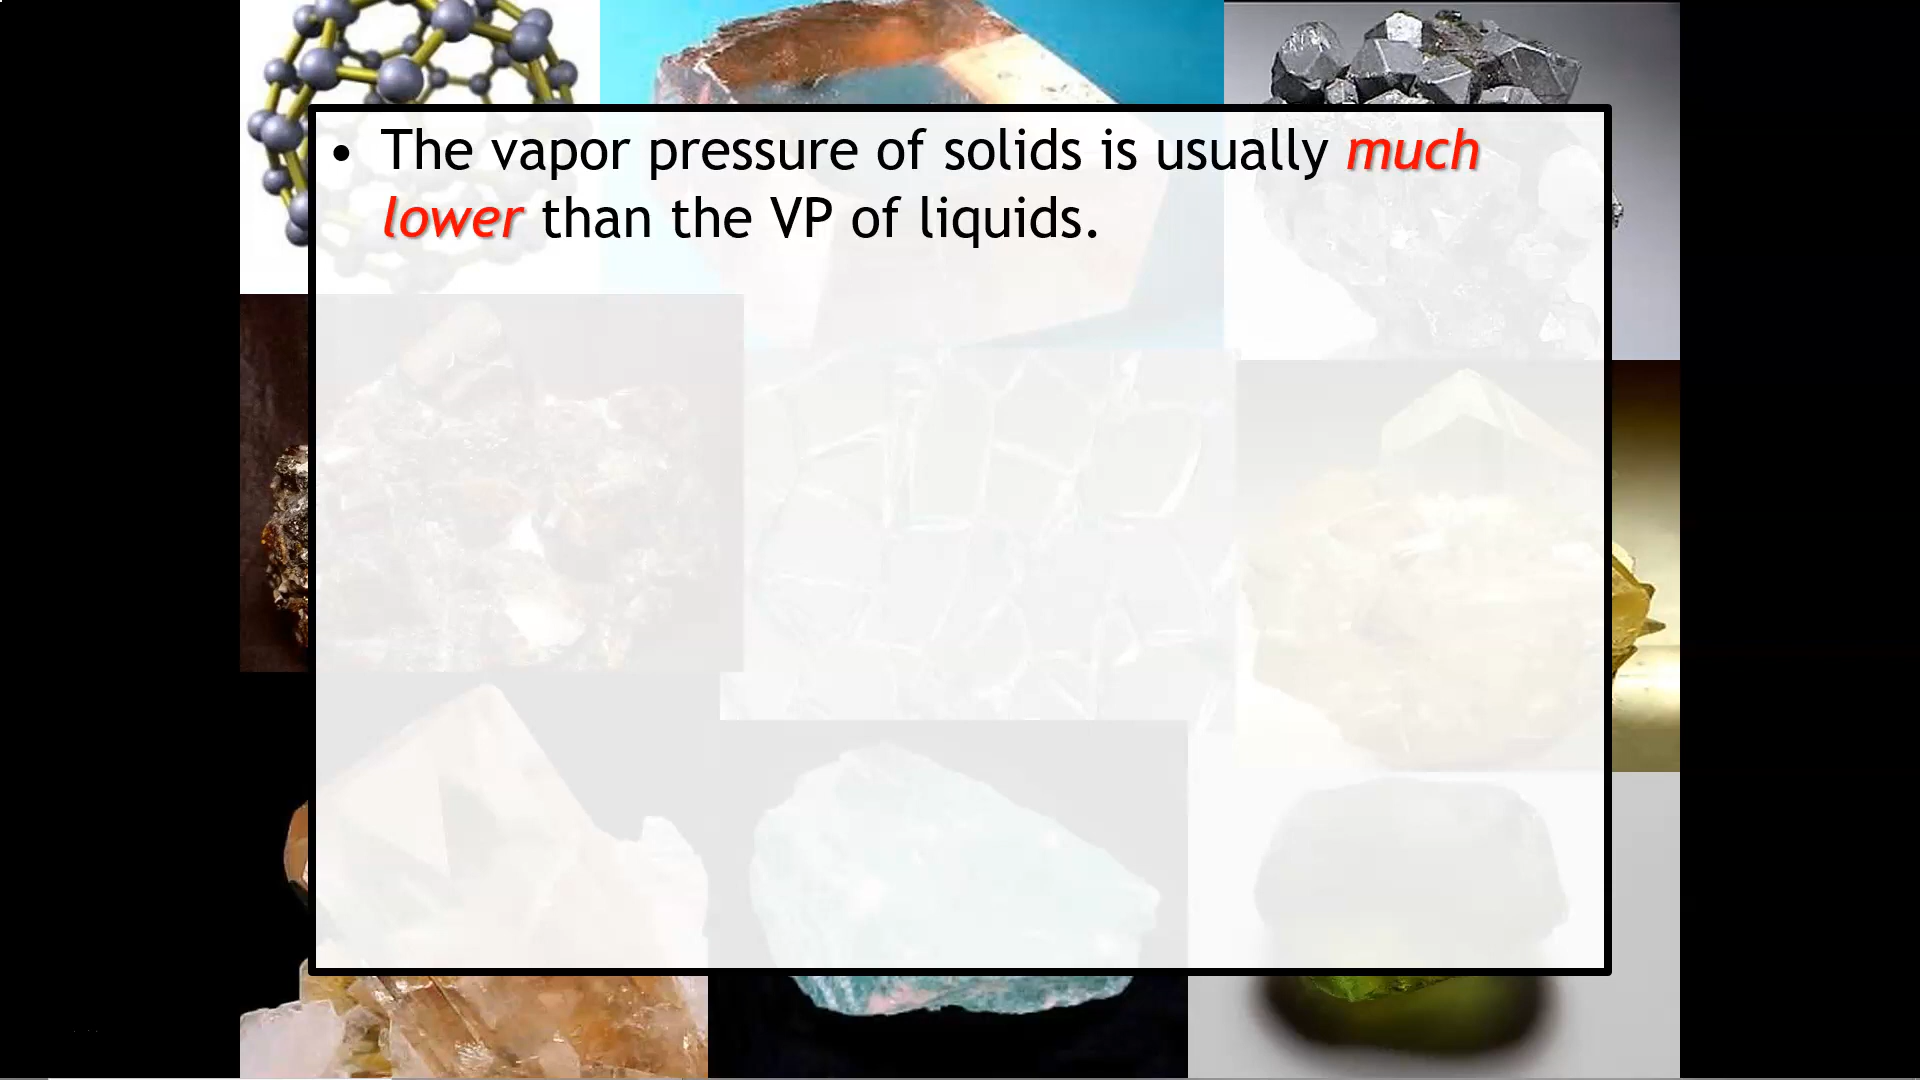 • The vapor pressure of solids is usually much
lower than the VP of liquids.